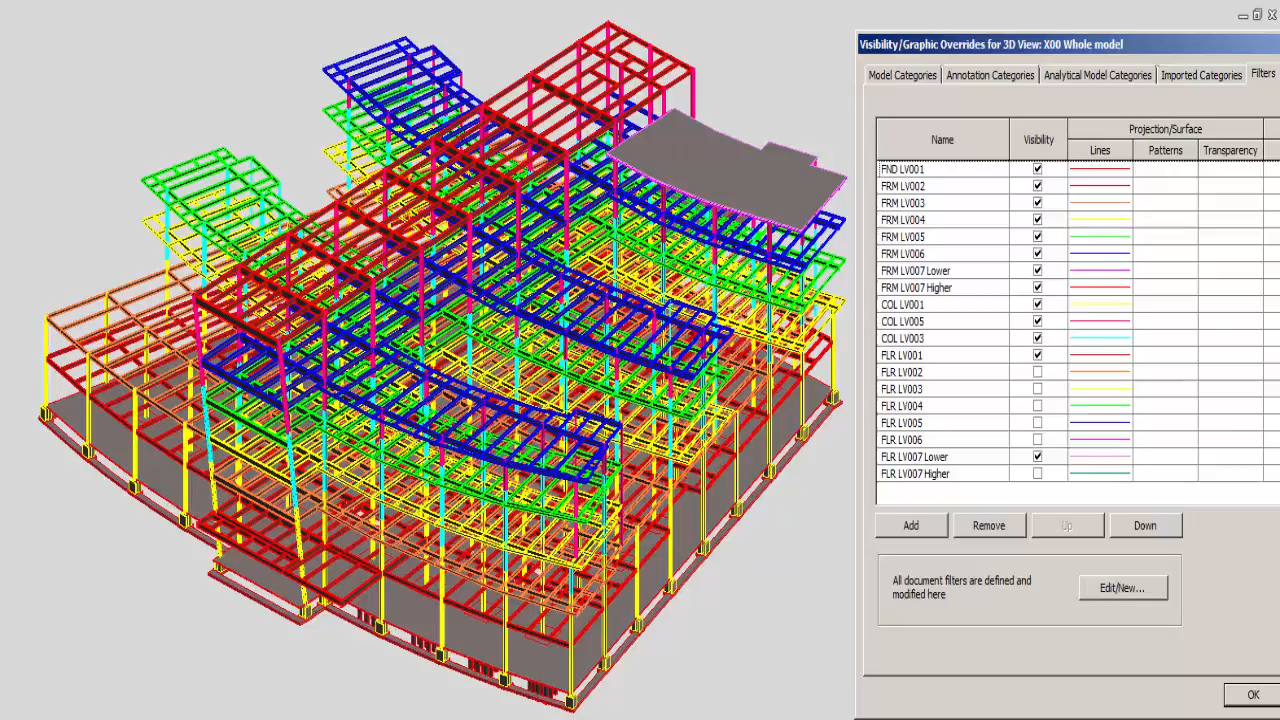 Visibility/Graphic Overrides for 3D View: X00 Whole model
Model Categories Annotation Categories Analytical Model Categories Imported Categories Filters
Name Visibility Projection/Surface
Lines Patterns Transparency
FND LV001
FRM LV002
FRM LV003
FRM LV004
FRM LV005
FRM LV006
FRM LV007 Lower
FRM LV007 Higher
COL LV001
COL LV005
COL LV003
FLR LV001
FLR LV002
FLR LV003
FLR LV004
FLR LV005
FLR LV006
FLR LV007 Lower
FLR LV007 Higher
Add Remove Up Down
All document filters are defined and
modified here
Edit/New...
OK